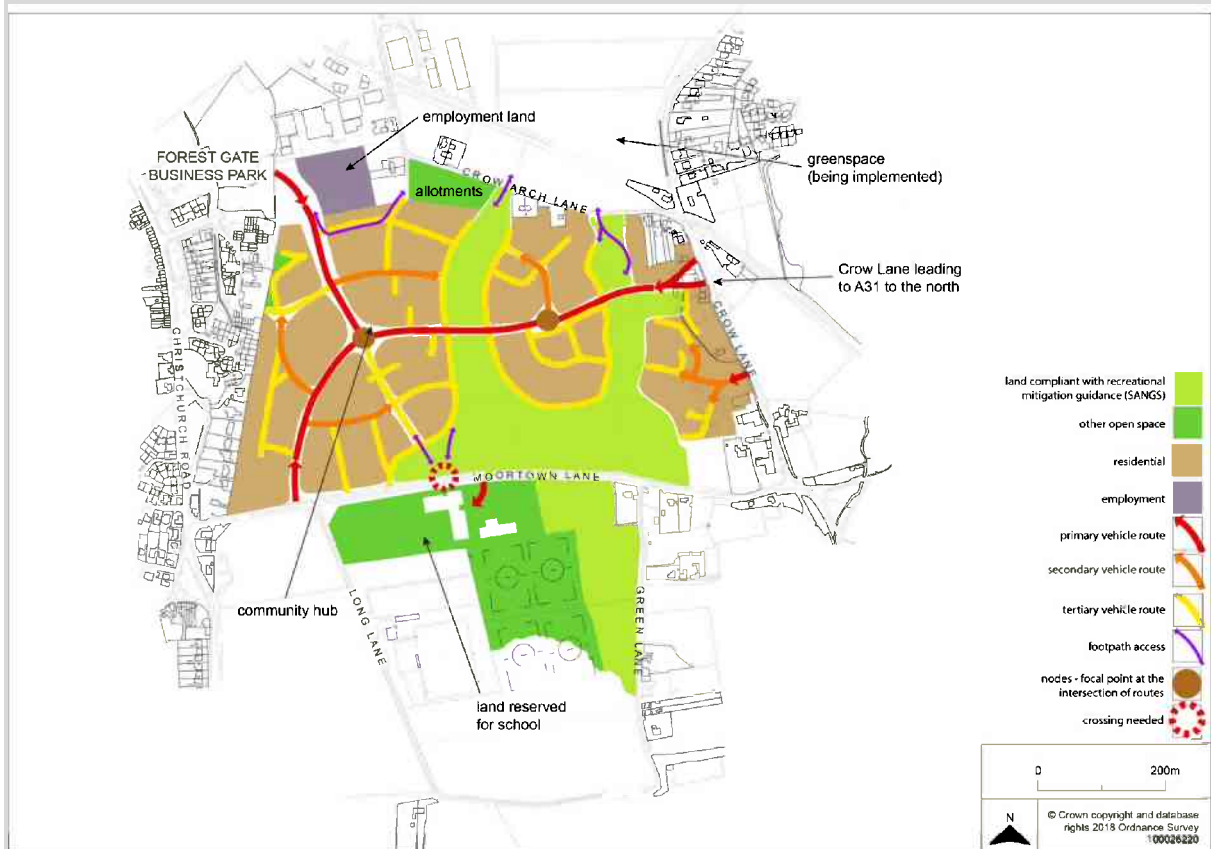 employment land
FOREST GATE
BUSINESS PARK
allotments
CROW ARCH LANE
greenspace
(being implemented)
Crow Lane leading
to A31 to the north
CROW LANE
CHRISTCHURCH ROAD
MOORTOWN LANE
community hub
LONG LANE
GREEN LANE
land reserved
for school
land compliant with recreational
mitigation guidance (SANGS)
other open space
residential
employment
primary vehicle route
secondary vehicle route
tertiary vehicle route
footpath access
nodes - focal point at the
intersection of routes
crossing needed
0 200m
N
© Crown copyright and database
rights 2018 Ordnance Survey
100026220